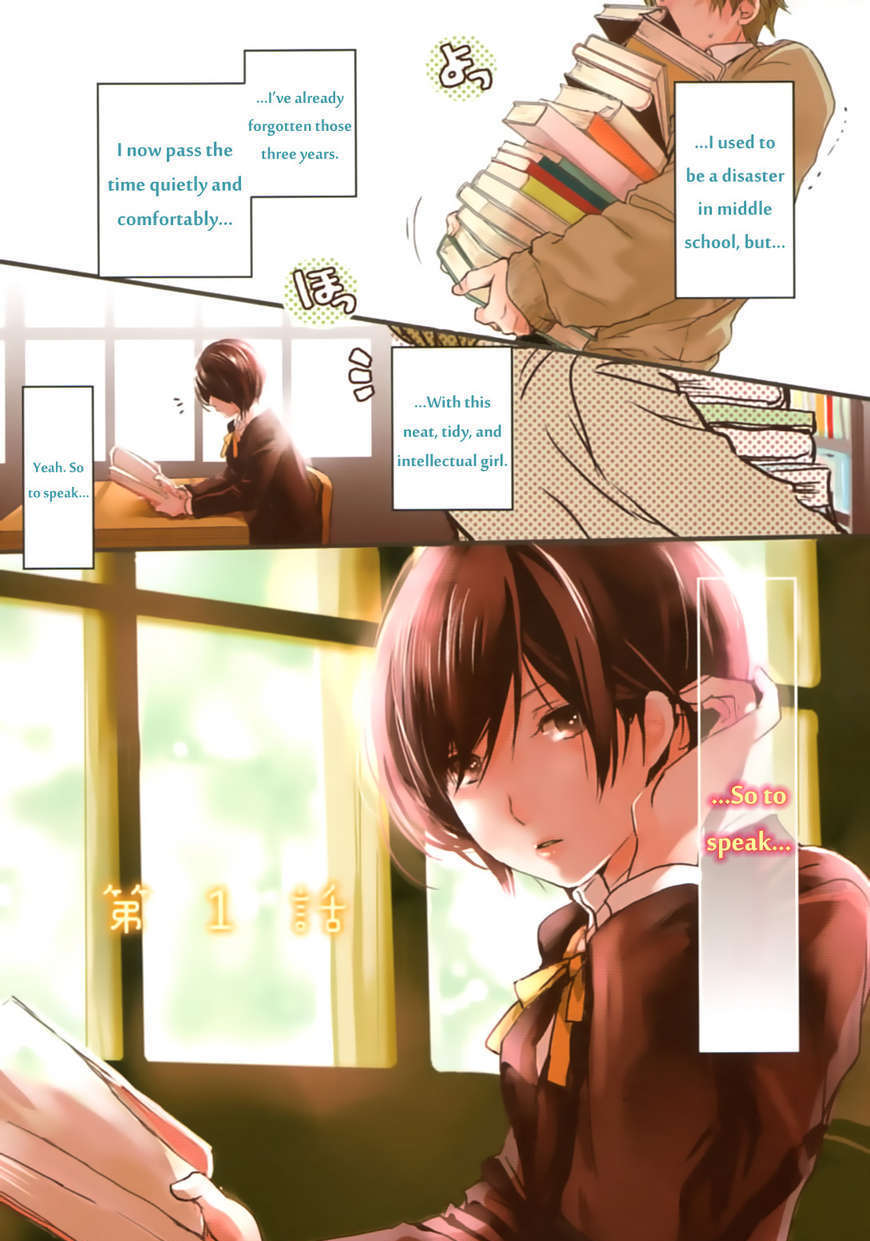 よっ
...I used to
be a disaster
in middle
school, but...
...I've already
forgotten those
three years.
I now pass the
time quietly and
comfortably...
ほっ
...With this
neat, tidy, and
intellectual girl.
Yeah. So
to speak...
...So to
speak...
第1話